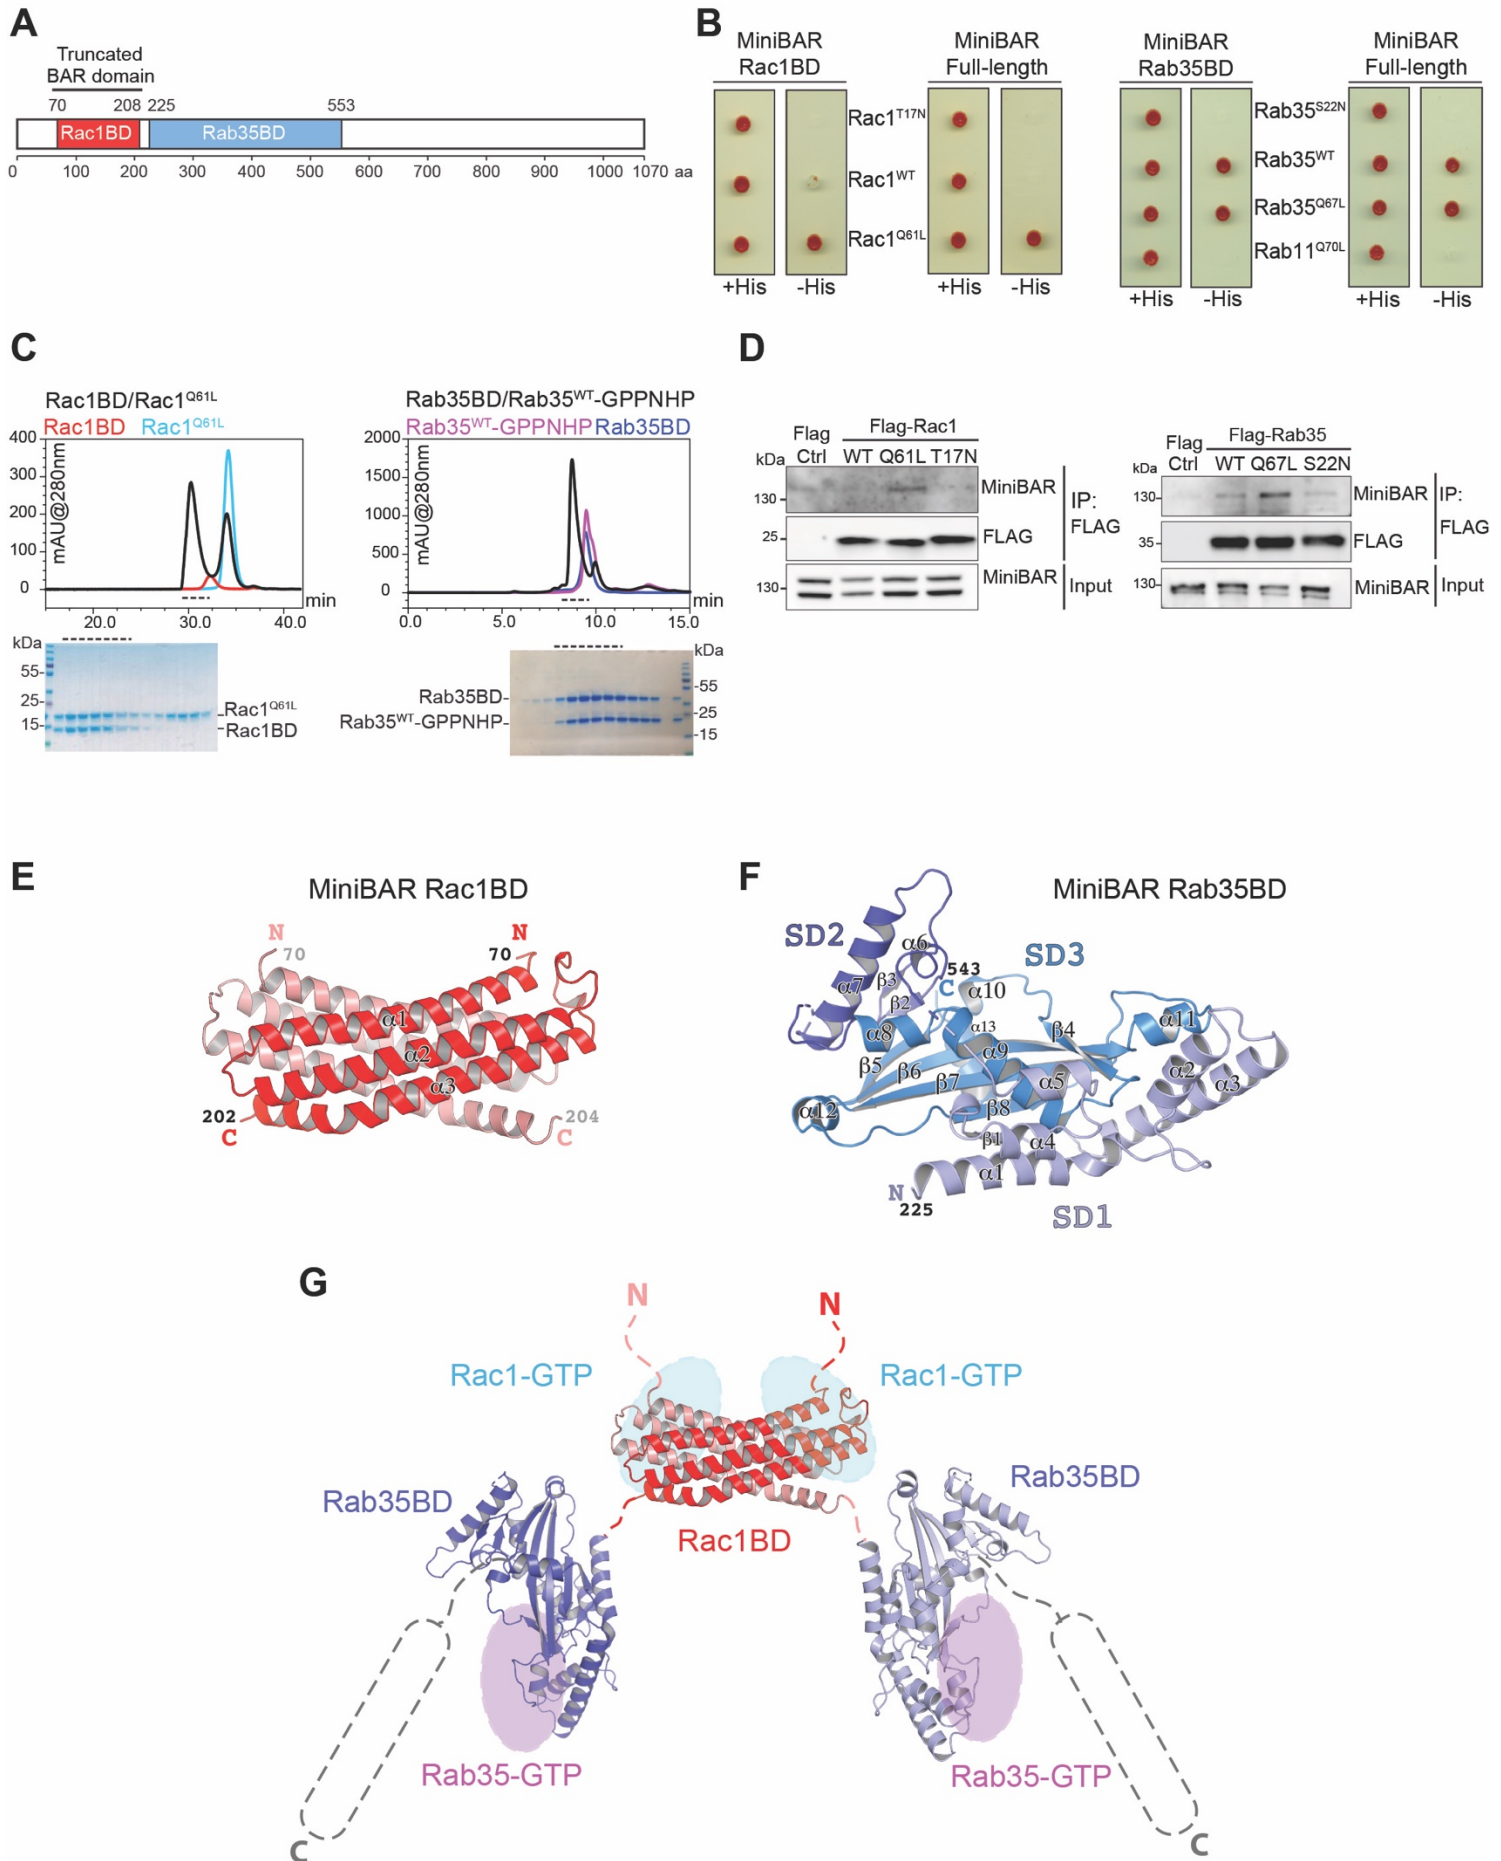 A
Truncated
BAR domain
70 208 225 553
Rac1BD Rab35BD
0 100 200 300 400 500 600 700 800 900 1000 1070 aa
B
MiniBAR
Rac1BD
MiniBAR
Full-length
MiniBAR
Rab35BD
MiniBAR
Full-length
Rac1T17N
Rac1WT
Rac1Q61L
Rab35S22N
Rab35WT
Rab35Q67L
Rab11Q70L
+His -His +His -His +His -His +His -His
C
Rac1BD/Rac1Q61L
Rac1BD Rac1Q61L
400
300
200
100
0
mAU@280nm
min
20.0 30.0 40.0
kDa
55-
25-
15-
-Rac1Q61L
-Rac1BD
Rab35BD/Rab35WT-GPPNHP
Rab35WT-GPPNHP Rab35BD
2000
1500
1000
500
0
mAU@280nm
min
0.0 5.0 10.0 15.0
kDa
-55
-25
-15
Rab35BD-
Rab35WT-GPPNHP-
D
Flag
Ctrl
Flag-Rac1
WT Q61L T17N
kDa
130-
25-
130-
MiniBAR
FLAG
MiniBAR
IP:
FLAG
Input
Flag
Ctrl
Flag-Rab35
WT Q67L S22N
kDa
130-
35-
130-
MiniBAR
FLAG
MiniBAR
IP:
FLAG
Input
E
MiniBAR Rac1BD
N
70
N
70
α1
α2
α3
202
C
204
C
F
MiniBAR Rab35BD
SD2
SD3
α6
α7
β3
β2
543
C
α10
α8
α13
α9
β4
α11
β5
β6
β7
α5
α2
α3
α12
β8
β1
α4
α1
N
225
SD1
G
N
N
Rac1-GTP
Rac1-GTP
Rab35BD
Rab35BD
Rac1BD
Rab35-GTP
Rab35-GTP
C
C